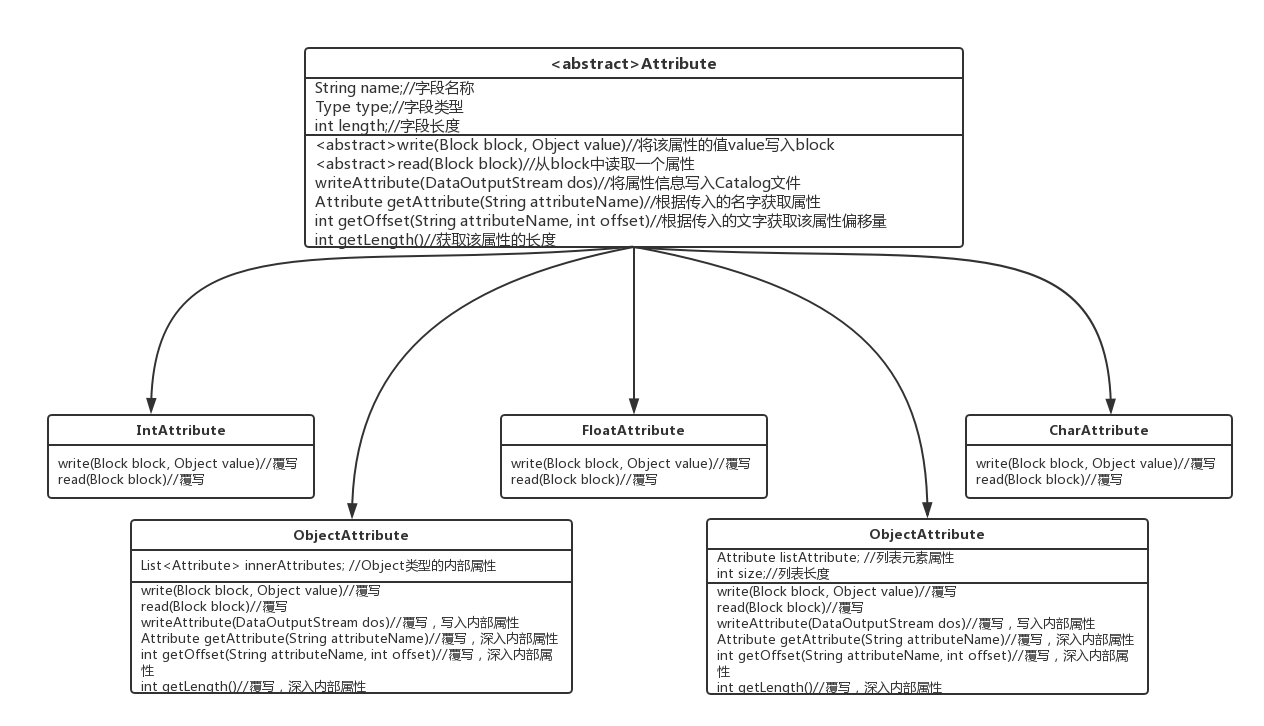 <abstract>Attribute
String name;//字段名称
Type type;//字段类型
int length;//字段长度
<abstract>write(Block block, Object value)//将该属性的值value写入block
<abstract>read(Block block)//从block中读取一个属性
writeAttribute(DataOutputStream dos)//将属性信息写入Catalog文件
Attribute getAttribute(String attributeName)//根据传入的名字获取属性
int getOffset(String attributeName, int offset)//根据传入的文字获取该属性偏移量
int getLength()//获取该属性的长度
IntAttribute
write(Block block, Object value)//覆写
read(Block block)//覆写
FloatAttribute
write(Block block, Object value)//覆写
read(Block block)//覆写
CharAttribute
write(Block block, Object value)//覆写
read(Block block)//覆写
ObjectAttribute
List<Attribute> innerAttributes; //Object类型的内部属性
write(Block block, Object value)//覆写
read(Block block)//覆写
writeAttribute(DataOutputStream dos)//覆写，写入内部属性
Attribute getAttribute(String attributeName)//覆写，深入内部属性
int getOffset(String attributeName, int offset)//覆写，深入内部属
性
int getLength()//覆写，深入内部属性
ObjectAttribute
Attribute listAttribute; //列表元素属性
int size;//列表长度
write(Block block, Object value)//覆写
read(Block block)//覆写
writeAttribute(DataOutputStream dos)//覆写，写入内部属性
Attribute getAttribute(String attributeName)//覆写，深入内部属性
int getOffset(String attributeName, int offset)//覆写，深入内部属
性
int getLength()//覆写，深入内部属性